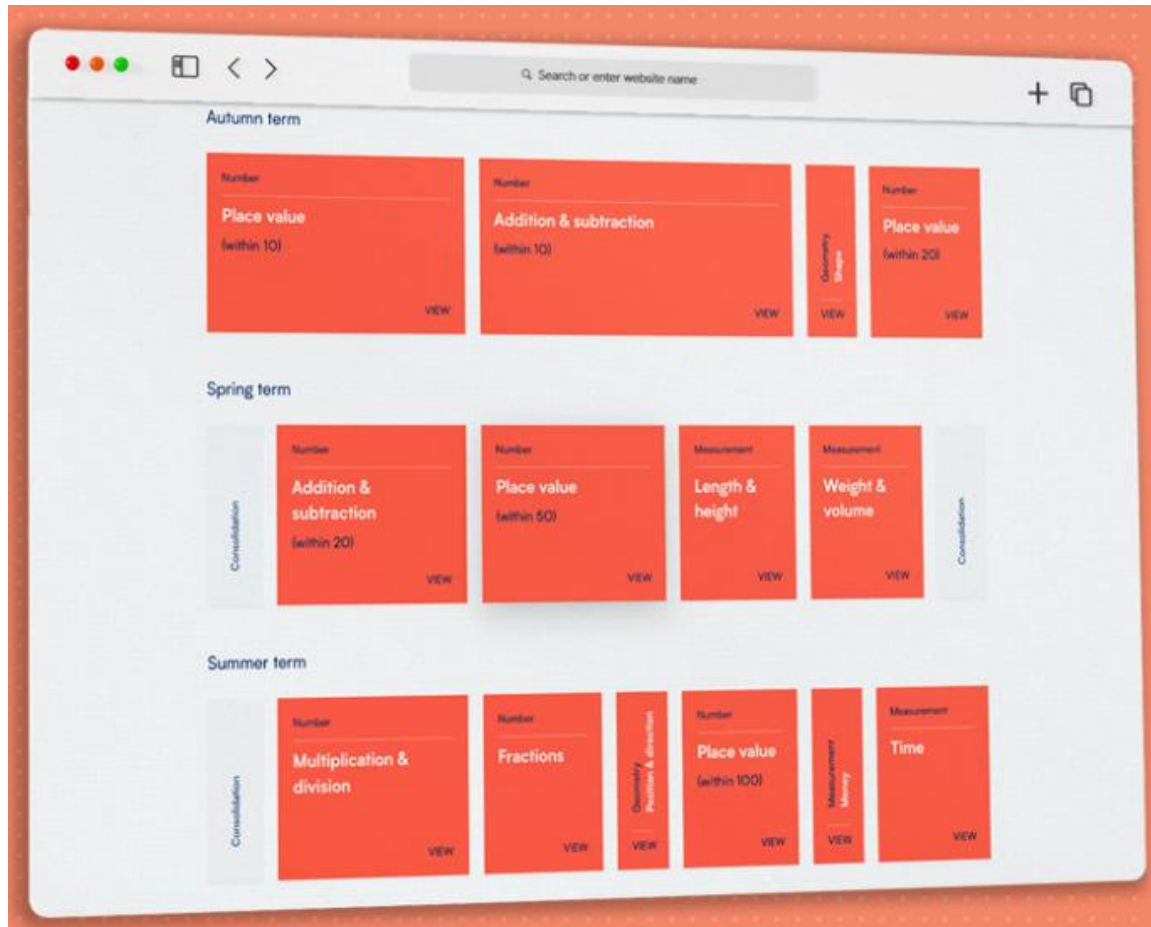 Search or enter website name
Autumn term
Number
Place value
(within 10)
VIEW
Number
Addition & subtraction
(within 10)
VIEW
Geometry
Shape
VIEW
Number
Place value
(within 20)
VIEW
Spring term
Consolidation
Number
Addition &
subtraction
(within 20)
VIEW
Number
Place value
(within 50)
VIEW
Measurement
Length &
height
VIEW
Measurement
Weight &
volume
VIEW
Consolidation
Summer term
Consolidation
Number
Multiplication &
division
VIEW
Number
Fractions
VIEW
Geometry
Position & direction
VIEW
Number
Place value
(within 100)
VIEW
Measurement
Money
VIEW
Measurement
Time
VIEW